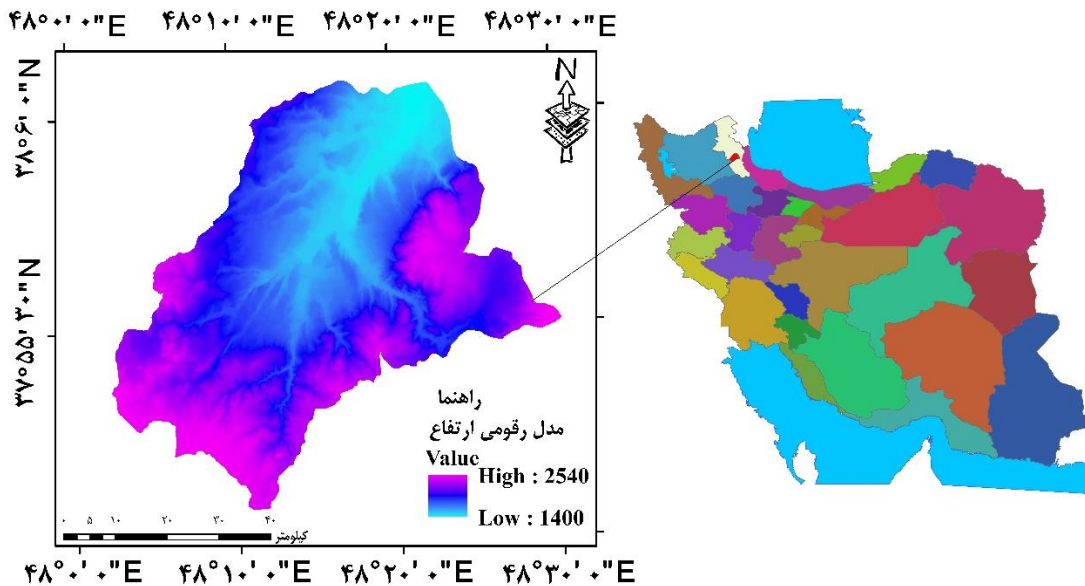 ۴۸°۰'۰"E ۴۸°۱۰'۰"E ۴۸°۲۰'۰"E ۴۸°۳۰'۰"E
N
۳۸°۶'۰"N
۳۷°۵۵'۳۰"N
راهنما
مدل رقومی ارتفاع
Value
High : 2540
Low : 1400
۰ ۵ ۱۰ ۲۰ ۳۰ ۴۰
کیلومتر
۴۸°۰'۰"E ۴۸°۱۰'۰"E ۴۸°۲۰'۰"E ۴۸°۳۰'۰"E